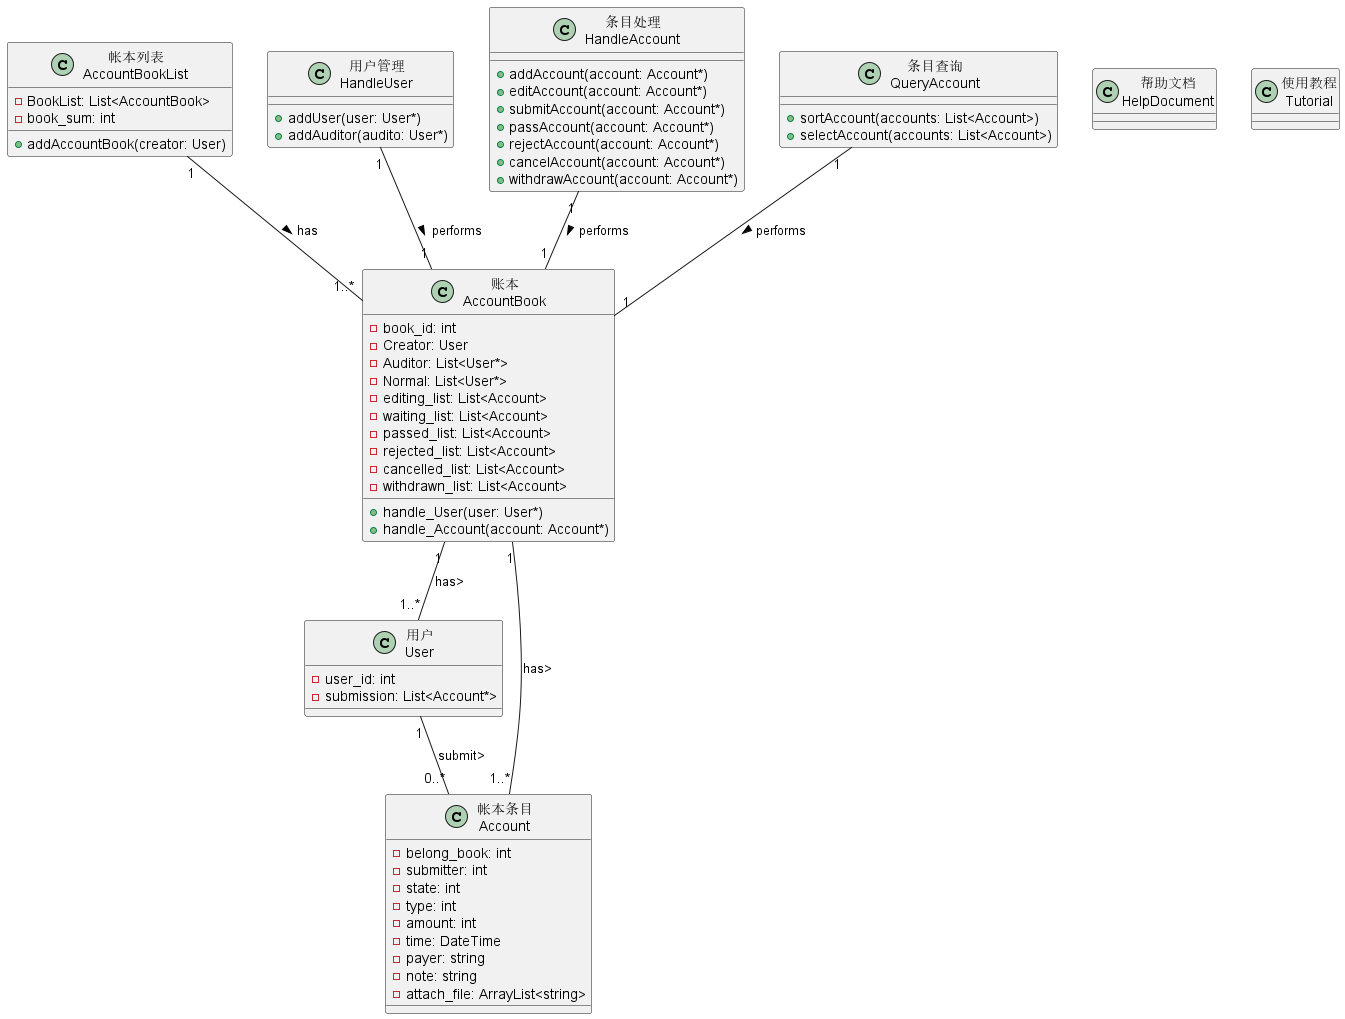 帐本列表
AccountBookList
BookList: List<AccountBook>
book_sum: int
addAccountBook(creator: User)
用户管理
HandleUser
addUser(user: User*)
addAuditor(audito: User*)
条目处理
HandleAccount
addAccount(account: Account*)
editAccount(account: Account*)
submitAccount(account: Account*)
passAccount(account: Account*)
rejectAccount(account: Account*)
cancelAccount(account: Account*)
withdrawAccount(account: Account*)
条目查询
QueryAccount
sortAccount(accounts: List<Account>)
selectAccount(accounts: List<Account>)
帮助文档
HelpDocument
使用教程
Tutorial
1
1
1
1
has
performs
performs
performs
1..*
1
1
1
账本
AccountBook
book_id: int
Creator: User
Auditor: List<User*>
Normal: List<User*>
editing_list: List<Account>
waiting_list: List<Account>
passed_list: List<Account>
rejected_list: List<Account>
cancelled_list: List<Account>
withdrawn_list: List<Account>
handle_User(user: User*)
handle_Account(account: Account*)
1
1
has>
1..*
用户
User
user_id: int
submission: List<Account*>
has>
1
submit>
0..*
1..*
帐本条目
Account
belong_book: int
submitter: int
state: int
type: int
amount: int
time: DateTime
payer: string
note: string
attach_file: ArrayList<string>